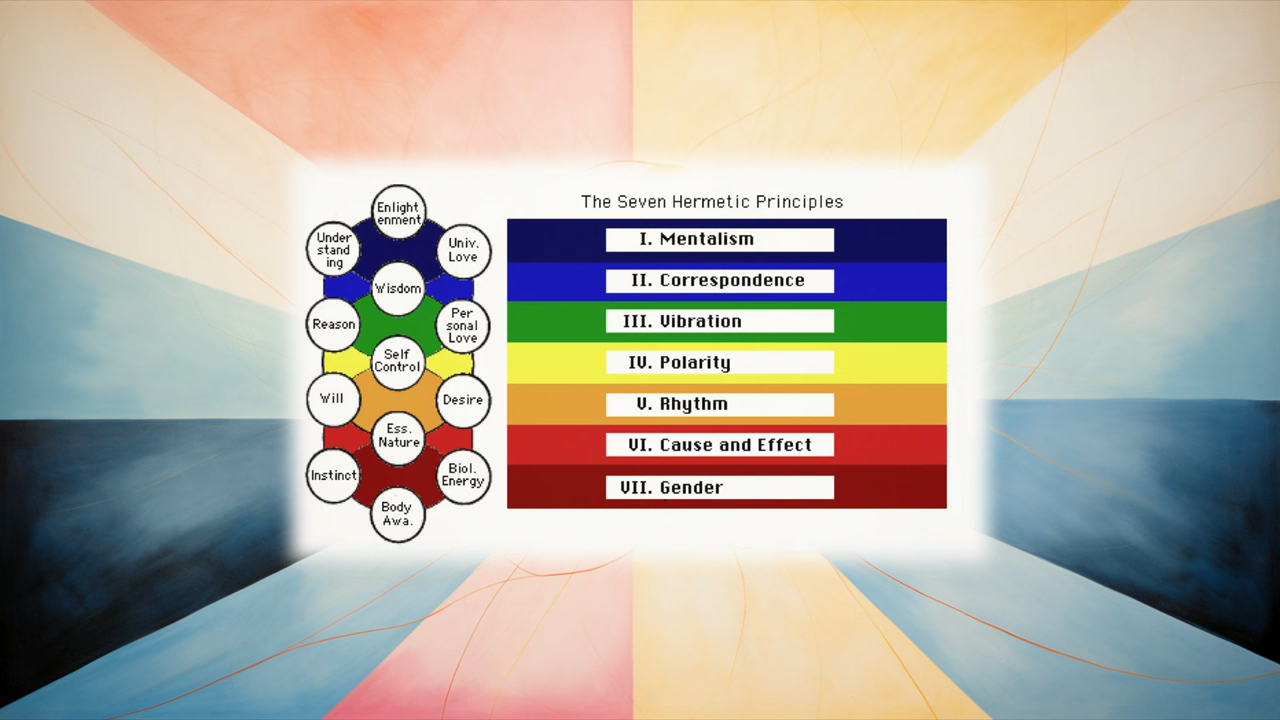 Enlight
enment
Under
stand
ing
Univ.
Love
Wisdom
Reason
Per
sonal
Love
Self
Control
Will
Desire
Ess.
Nature
Instinct
Biol.
Energy
Body
Awa.
The Seven Hermetic Principles
I. Mentalism
II. Correspondence
III. Vibration
IV. Polarity
V. Rhythm
VI. Cause and Effect
VII. Gender